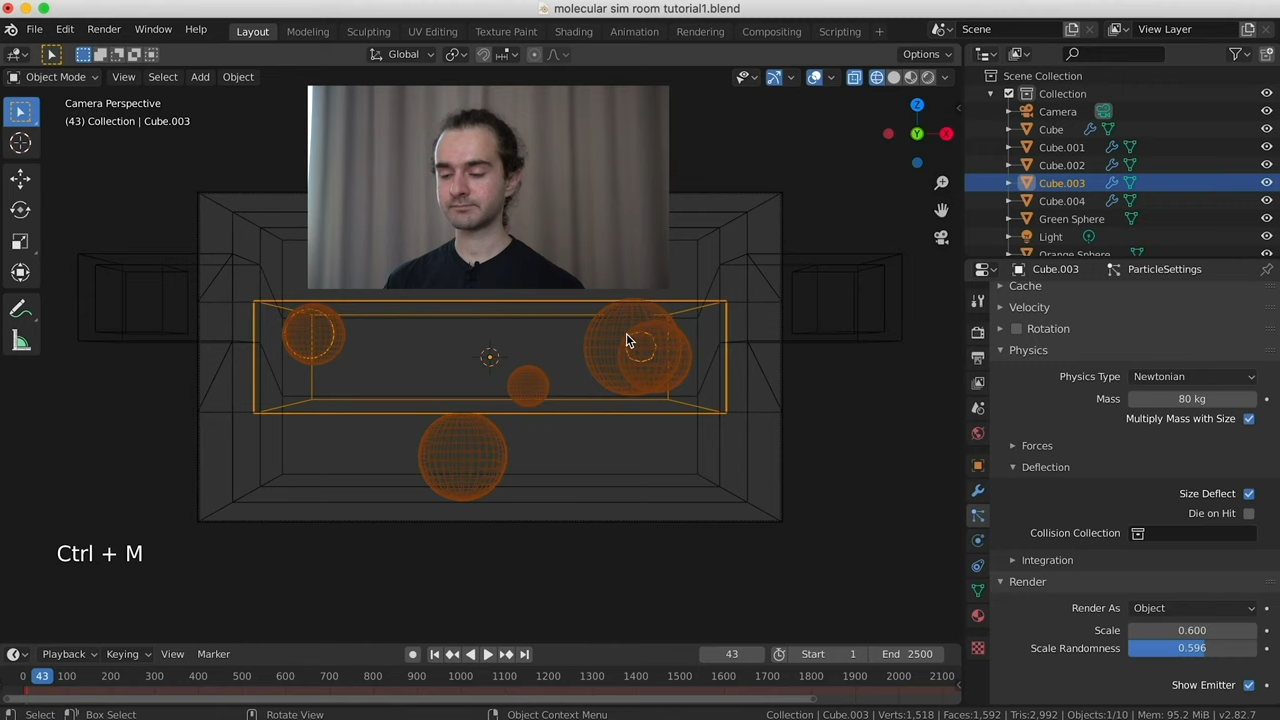 molecular sim room tutorial1.blend
File Edit Render Window Help Layout Modeling Sculpting UV Editing Texture Paint Shading Animation Rendering Compositing Scripting + Scene View Layer
Global Options
Object Mode View Select Add Object
Camera Perspective
(43) Collection | Cube.003
Z
Y
X
Ctrl + M
Scene Collection
Collection
Camera
Cube
Cube.001
Cube.002
Cube.003
Cube.004
Green Sphere
Light
Orange Sphere
Cube.003 ParticleSettings
Cache
Velocity
Rotation
Physics
Physics Type Newtonian
Mass 80 kg
Multiply Mass with Size
Forces
Deflection
Size Deflect
Die on Hit
Collision Collection
Integration
Render
Render As Object
Scale 0.600
Scale Randomness 0.596
Show Emitter
Playback Keying View Marker 43 Start 1 End 2500
0 43 100 200 300 400 500 600 700 800 900 1000 1100 1200 1300 1400 1500 1600 1700 1800 1900 2000 2100
Select Box Select Rotate View Object Context Menu Collection | Cube.003 | Verts:1,518 | Faces:1,592 | Tris:2,992 | Objects:1/10 | Mem: 95.2 MiB | v2.82.7